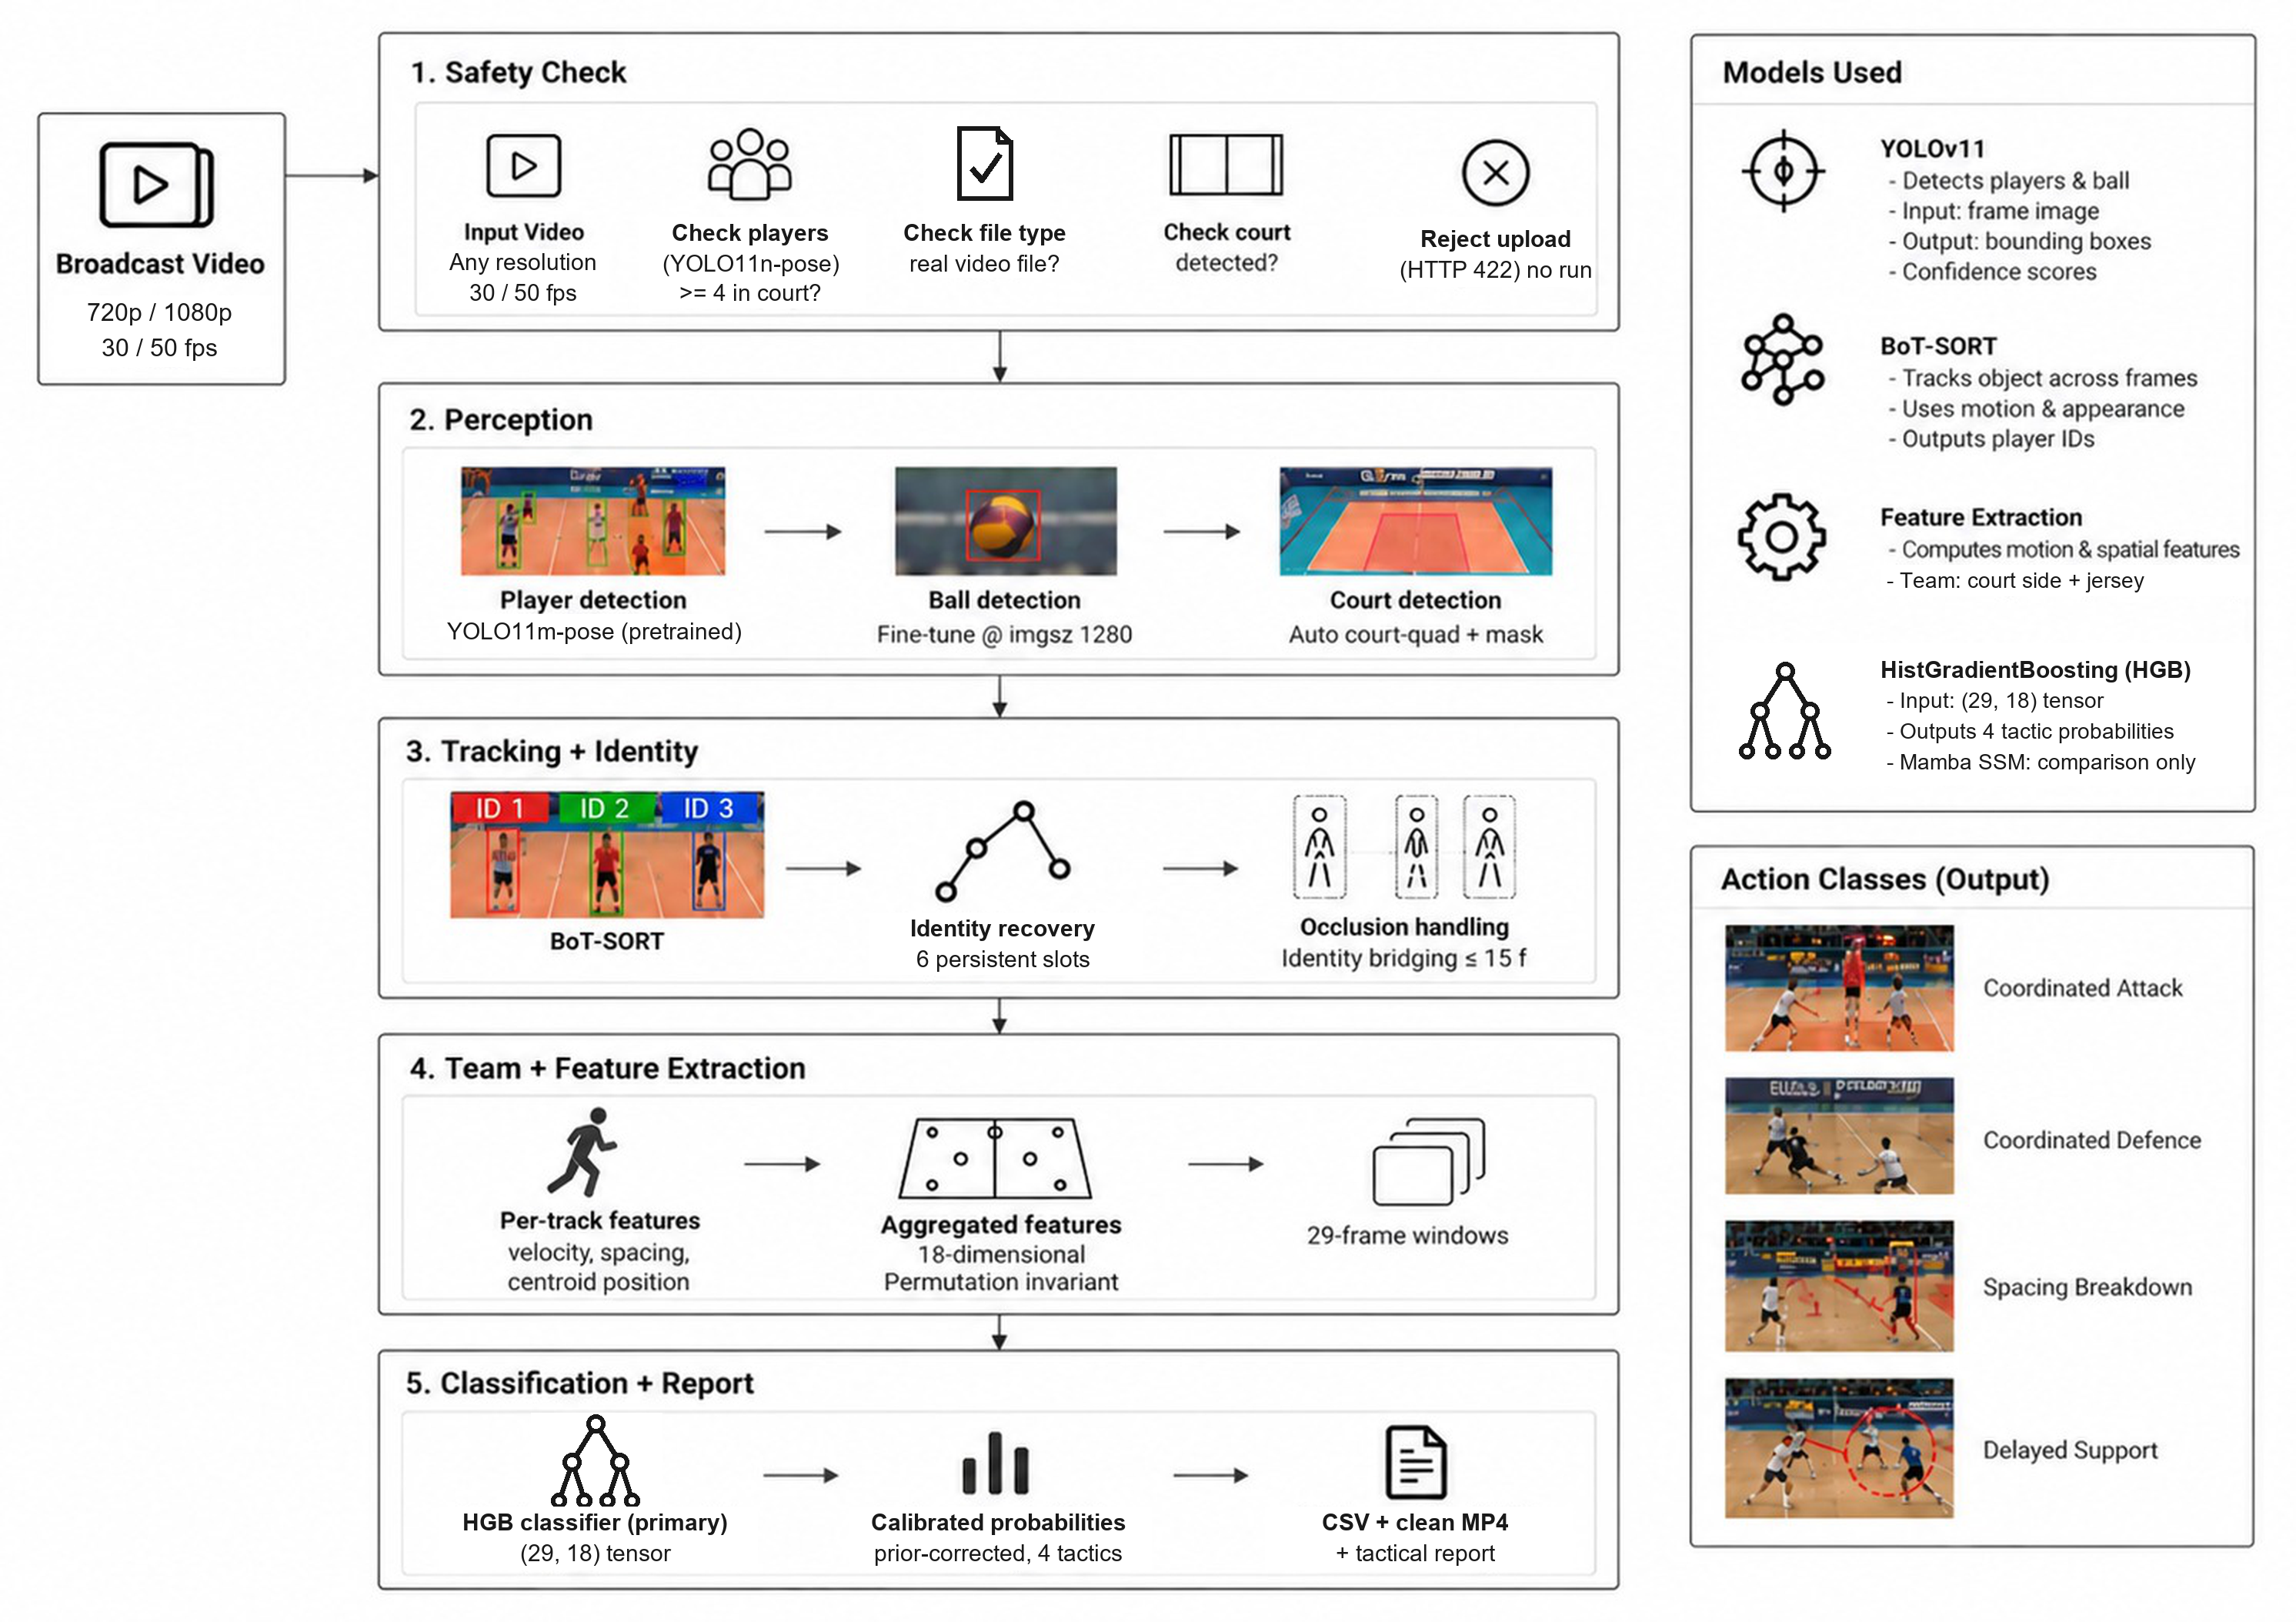 Broadcast Video
720p / 1080p
30 / 50 fps
1. Safety Check
Input Video
Any resolution
30 / 50 fps
Check players
(YOLO11n-pose)
>= 4 in court?
Check file type
real video file?
Check court
detected?
Reject upload
(HTTP 422) no run
2. Perception
Player detection
YOLO11m-pose (pretrained)
Ball detection
Fine-tune @ imgsz 1280
Court detection
Auto court-quad + mask
3. Tracking + Identity
ID 1
ID 2
ID 3
BoT-SORT
Identity recovery
6 persistent slots
Occlusion handling
Identity bridging ≤ 15 f
4. Team + Feature Extraction
Per-track features
velocity, spacing,
centroid position
Aggregated features
18-dimensional
Permutation invariant
29-frame windows
5. Classification + Report
HGB classifier (primary)
(29, 18) tensor
Calibrated probabilities
prior-corrected, 4 tactics
CSV + clean MP4
+ tactical report
Models Used
YOLOv11
- Detects players & ball
- Input: frame image
- Output: bounding boxes
- Confidence scores
BoT-SORT
- Tracks object across frames
- Uses motion & appearance
- Outputs player IDs
Feature Extraction
- Computes motion & spatial features
- Team: court side + jersey
HistGradientBoosting (HGB)
- Input: (29, 18) tensor
- Outputs 4 tactic probabilities
- Mamba SSM: comparison only
Action Classes (Output)
Coordinated Attack
Coordinated Defence
Spacing Breakdown
Delayed Support